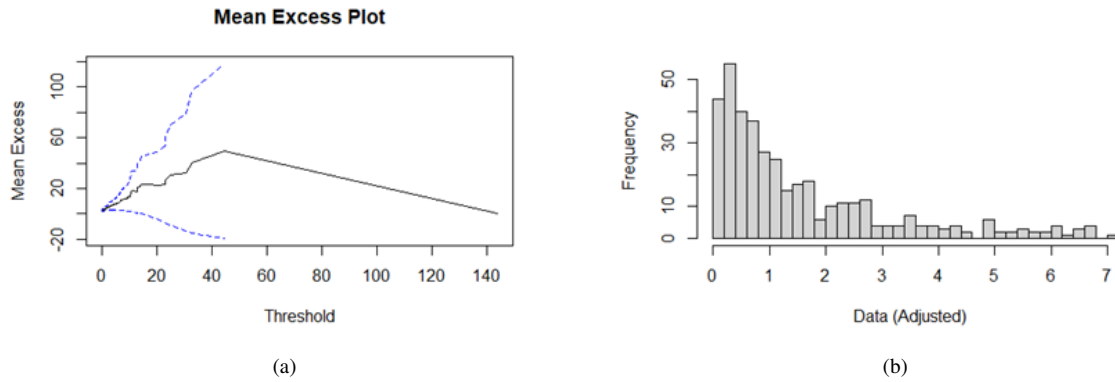 Mean Excess Plot
Mean Excess
-20 20 60 100
0 20 40 60 80 100 120 140
Threshold
(a)
Frequency
0 10 30 50
0 1 2 3 4 5 6 7
Data (Adjusted)
(b)